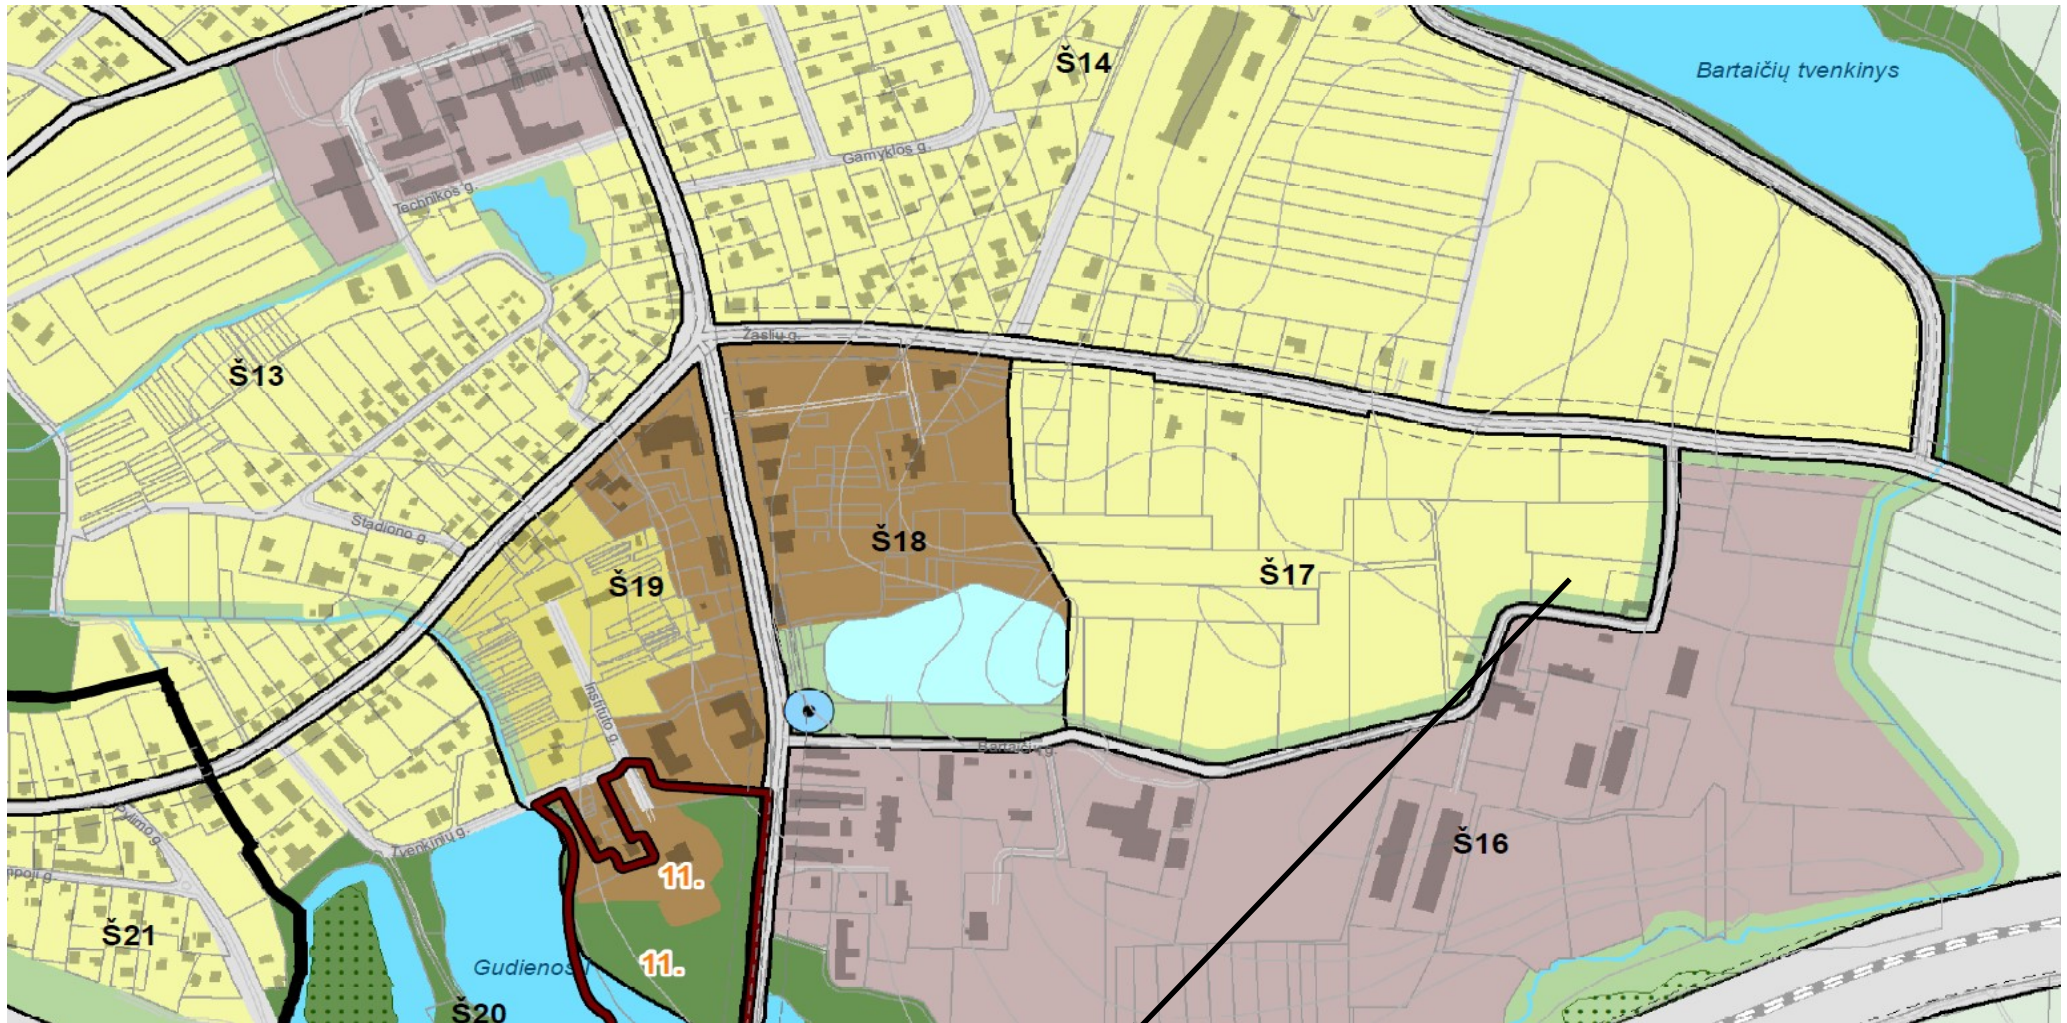 Š14
Bartaičių tvenkinys
Gamyklos g.
Technikos g.
Žaslių g.
Š13
Stadiono g.
Š18
Š17
Š19
Instituto g.
Bartaičių g.
Pylimo g.
Tvenkinių g.
Š16
11.
Š21
11.
Gudienos
Š20